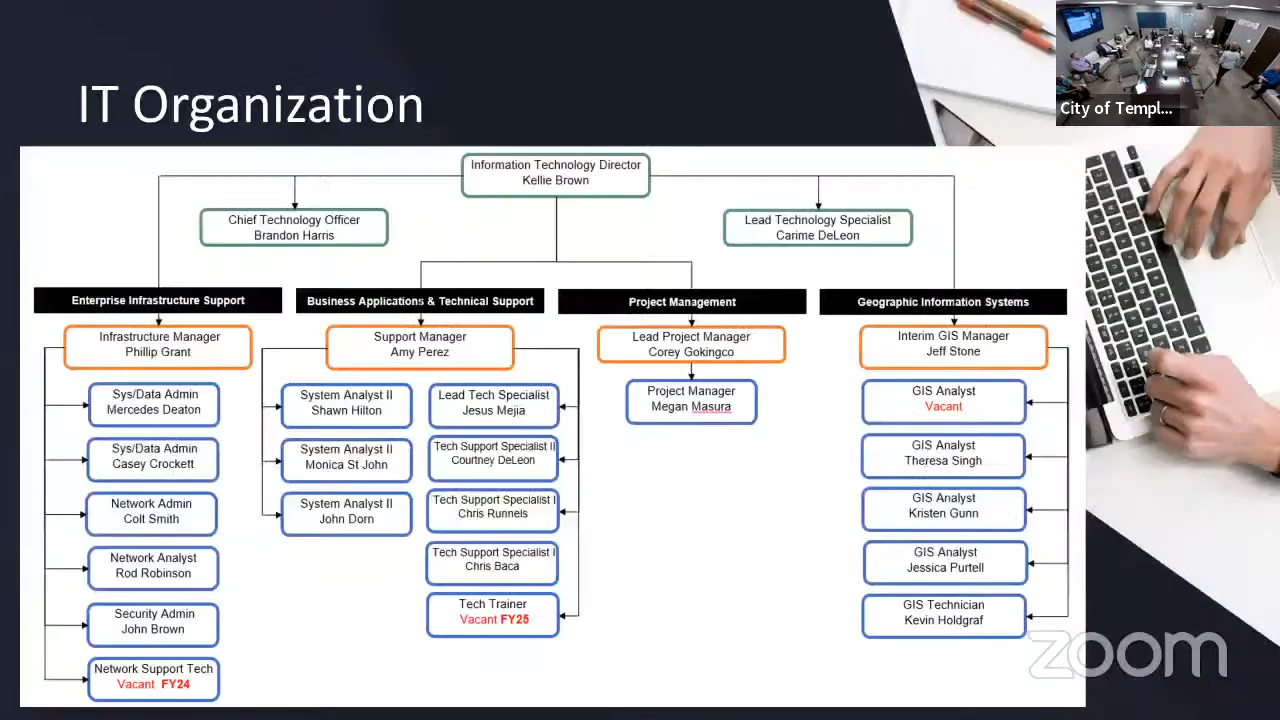 City of Templ...
IT Organization
Information Technology Director
Kellie Brown
Chief Technology Officer
Brandon Harris
Lead Technology Specialist
Carime DeLeon
Enterprise Infrastructure Support
Infrastructure Manager
Phillip Grant
Sys/Data Admin
Mercedes Deaton
Sys/Data Admin
Casey Crockett
Network Admin
Colt Smith
Network Analyst
Rod Robinson
Security Admin
John Brown
Network Support Tech
Vacant FY24
Business Applications & Technical Support
Support Manager
Amy Perez
System Analyst II
Shawn Hilton
System Analyst II
Monica St John
System Analyst II
John Dorn
Lead Tech Specialist
Jesus Mejia
Tech Support Specialist II
Courtney DeLeon
Tech Support Specialist I
Chris Runnels
Tech Support Specialist I
Chris Baca
Tech Trainer
Vacant FY25
Project Management
Lead Project Manager
Corey Gokingco
Project Manager
Megan Masura
Geographic Information Systems
Interim GIS Manager
Jeff Stone
GIS Analyst
Vacant
GIS Analyst
Theresa Singh
GIS Analyst
Kristen Gunn
GIS Analyst
Jessica Purtell
GIS Technician
Kevin Holdgraf
zoom